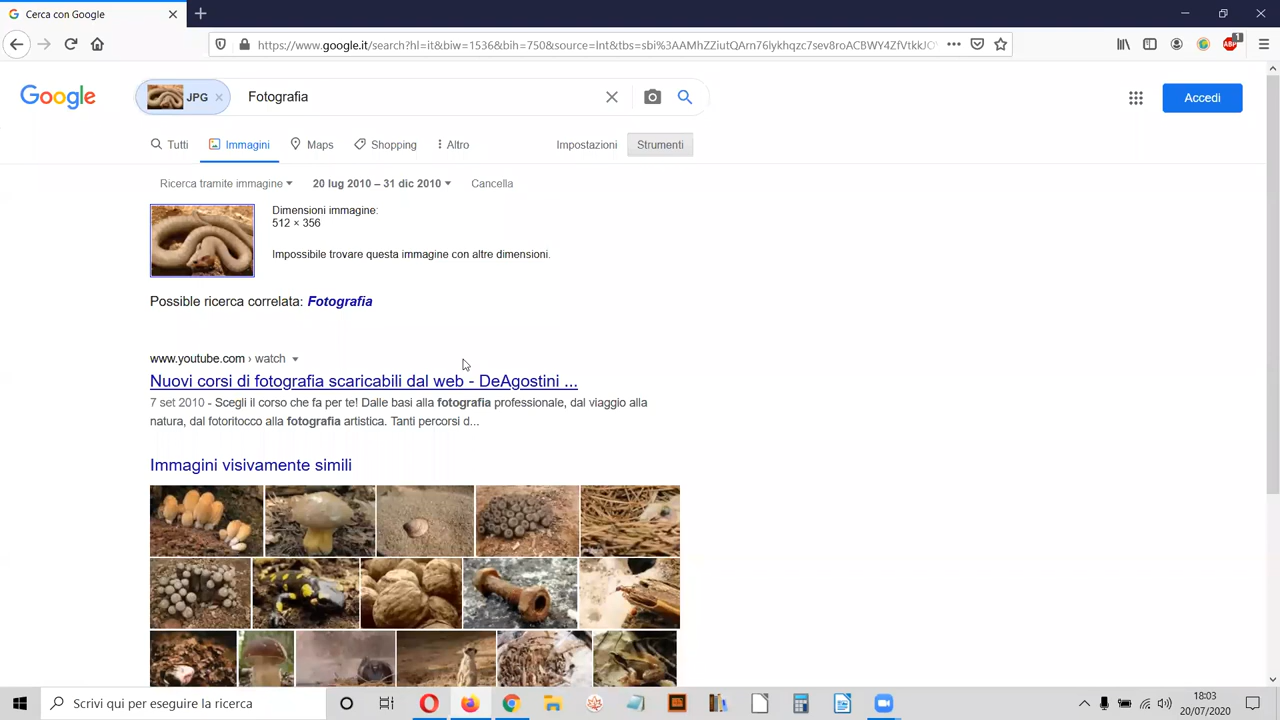 Cerca con Google
https://www.google.it/search?hl=it&biw=1536&bih=750&source=lnt&tbs=sbi%3AAMhZZiutQArn76lykhqzc7sev8roACBWY4ZfVtkkJC
ABP
1
Google
JPG
Fotografia
Accedi
Tutti
Immagini
Maps
Shopping
Altro
Impostazioni
Strumenti
Ricerca tramite immagine
20 lug 2010 – 31 dic 2010
Cancella
Dimensioni immagine:
512 × 356
Impossibile trovare questa immagine con altre dimensioni.
Possible ricerca correlata: Fotografia
www.youtube.com › watch
Nuovi corsi di fotografia scaricabili dal web - DeAgostini ...
7 set 2010 - Scegli il corso che fa per te! Dalle basi alla fotografia professionale, dal viaggio alla
natura, dal fotoritocco alla fotografia artistica. Tanti percorsi d...
Immagini visivamente simili
Scrivi qui per eseguire la ricerca
18:03
20/07/2020